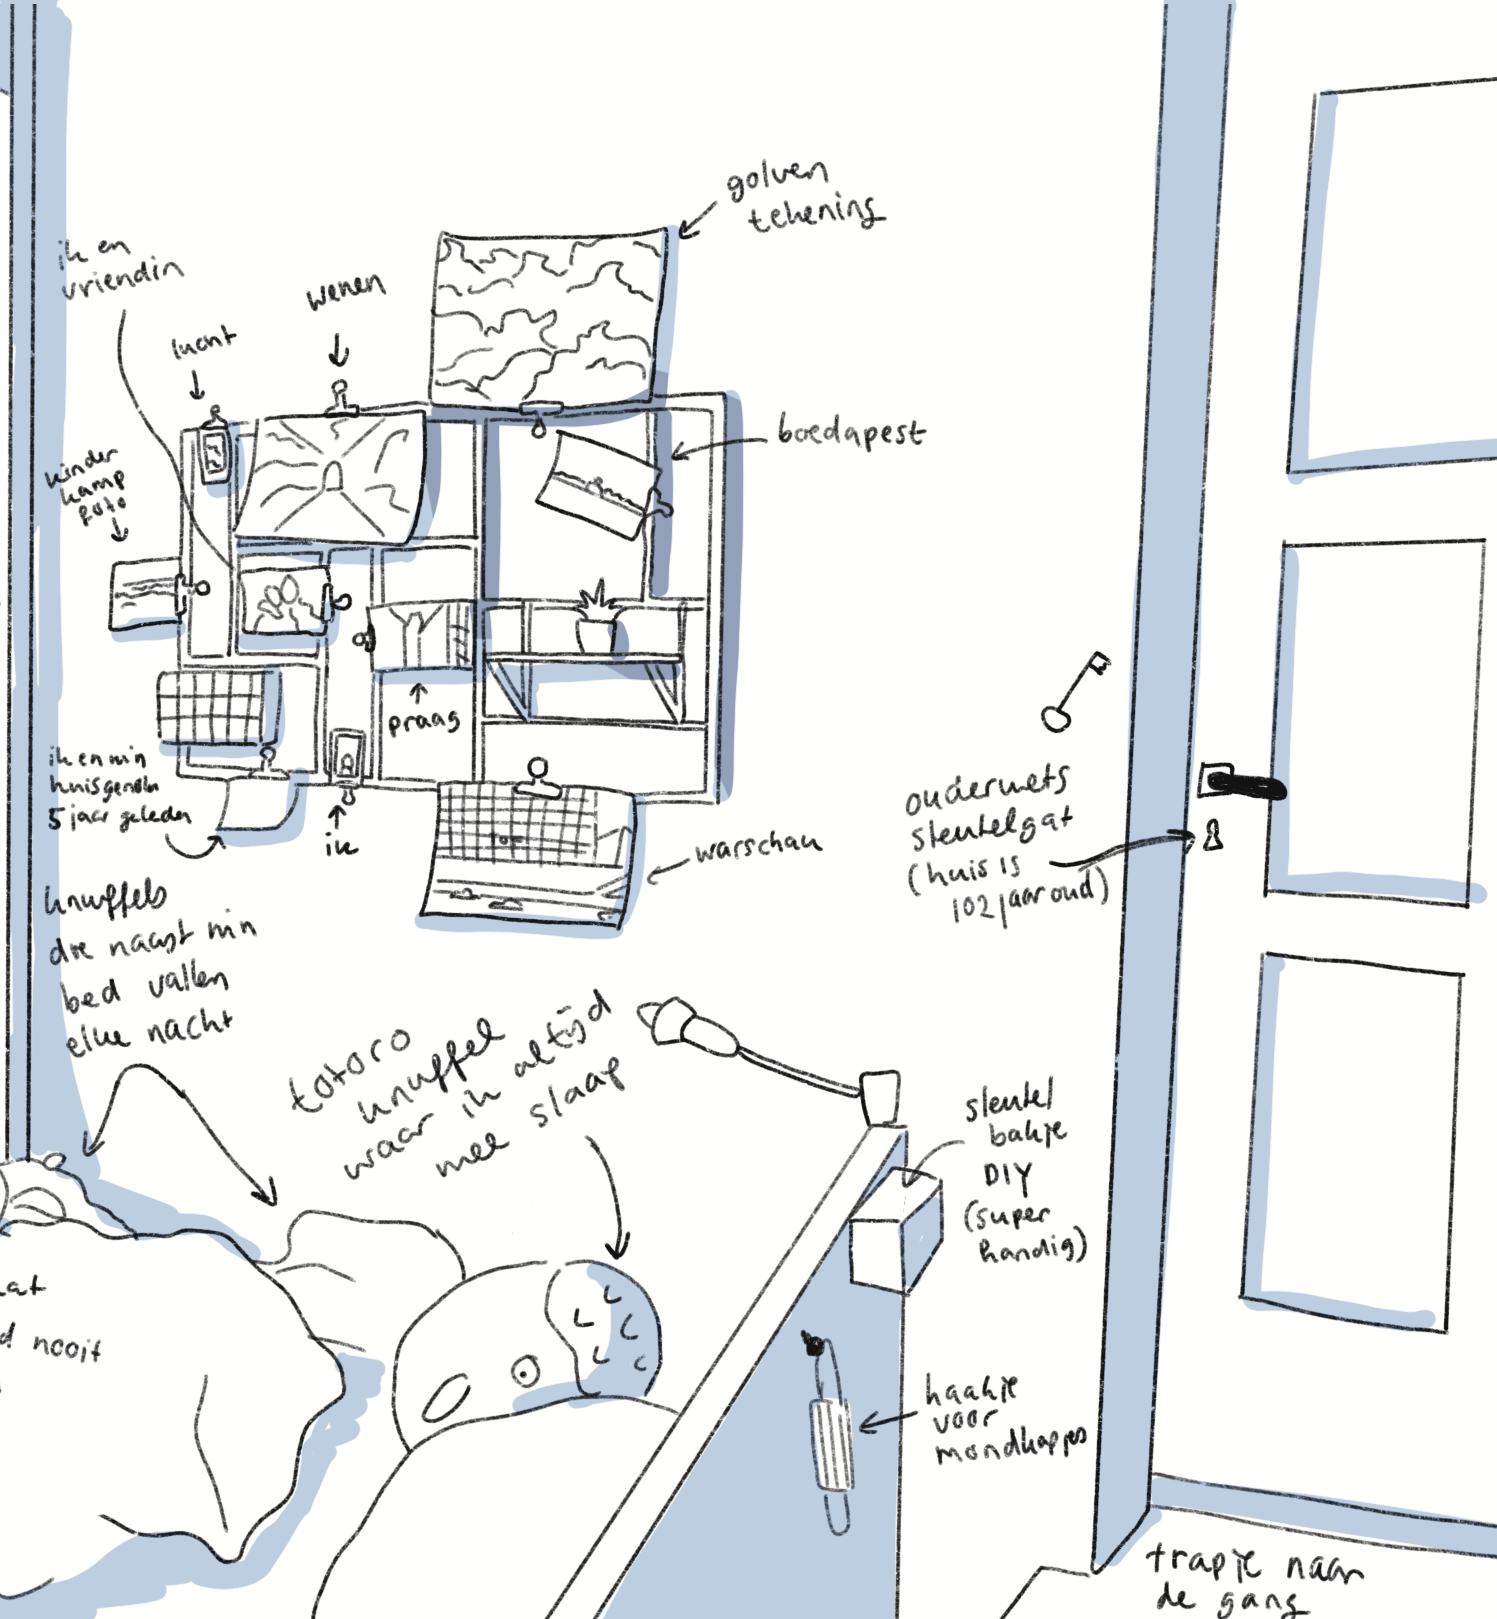 golven
tekening
ik en
vriendin
wenen
lucht
boedapest
kinder
kamp
foto
praag
ik en mijn
huisgenoten
5 jaar geleden
ik
warschau
ouderwets
sleutelgat
(huis is
102 jaar oud)
knuffels
die naast mijn
bed vallen
elke nacht
totoro
knuffel
waar ik altijd
mee slaap
sleutel
bakje
DIY
(super
handig)
nooit
haakje
voor
mondkapjes
trapje naar
de gang